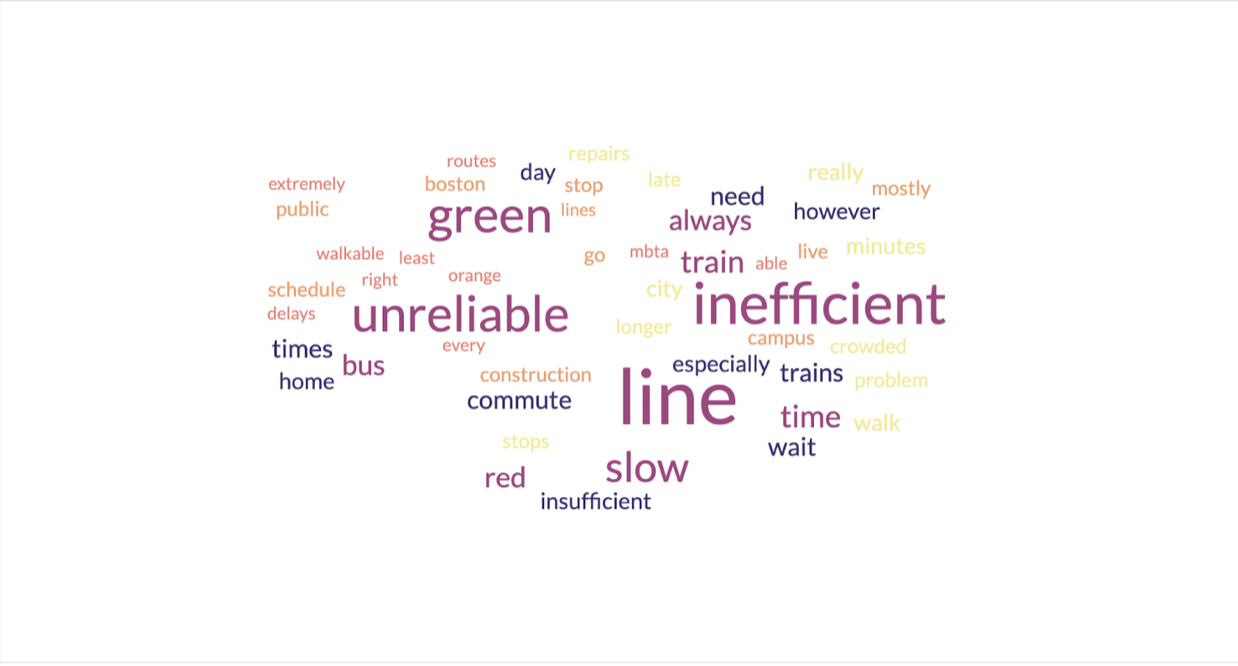 repairs
routes
day
late
really
extremely
boston
stop
mostly
need
public
green
lines
always
however
walkable
least
go
mbta
train
able
live
minutes
schedule
right
orange
city
inefficient
delays
unreliable
longer
times
bus
every
campus
crowded
home
construction
especially
trains
problem
commute
line
time
walk
stops
wait
red
slow
insufficient